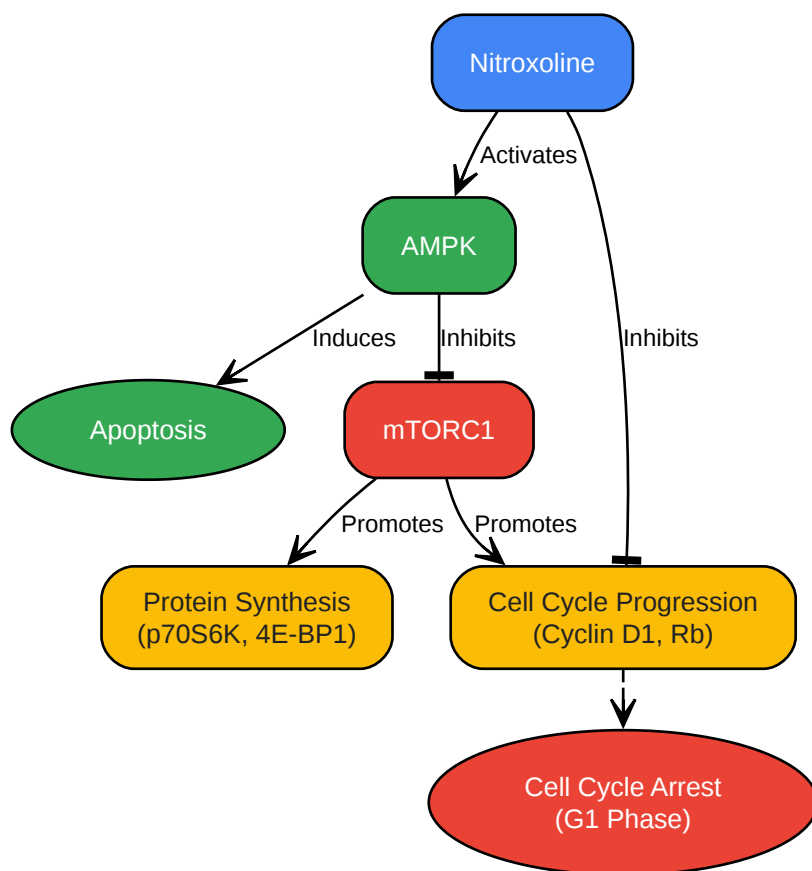 Nitroxoline
Activates
AMPK
Induces
Inhibits
Inhibits
Apoptosis
mTORC1
Promotes
Promotes
Protein Synthesis
(p70S6K, 4E-BP1)
Cell Cycle Progression
(Cyclin D1, Rb)
Cell Cycle Arrest
(G1 Phase)